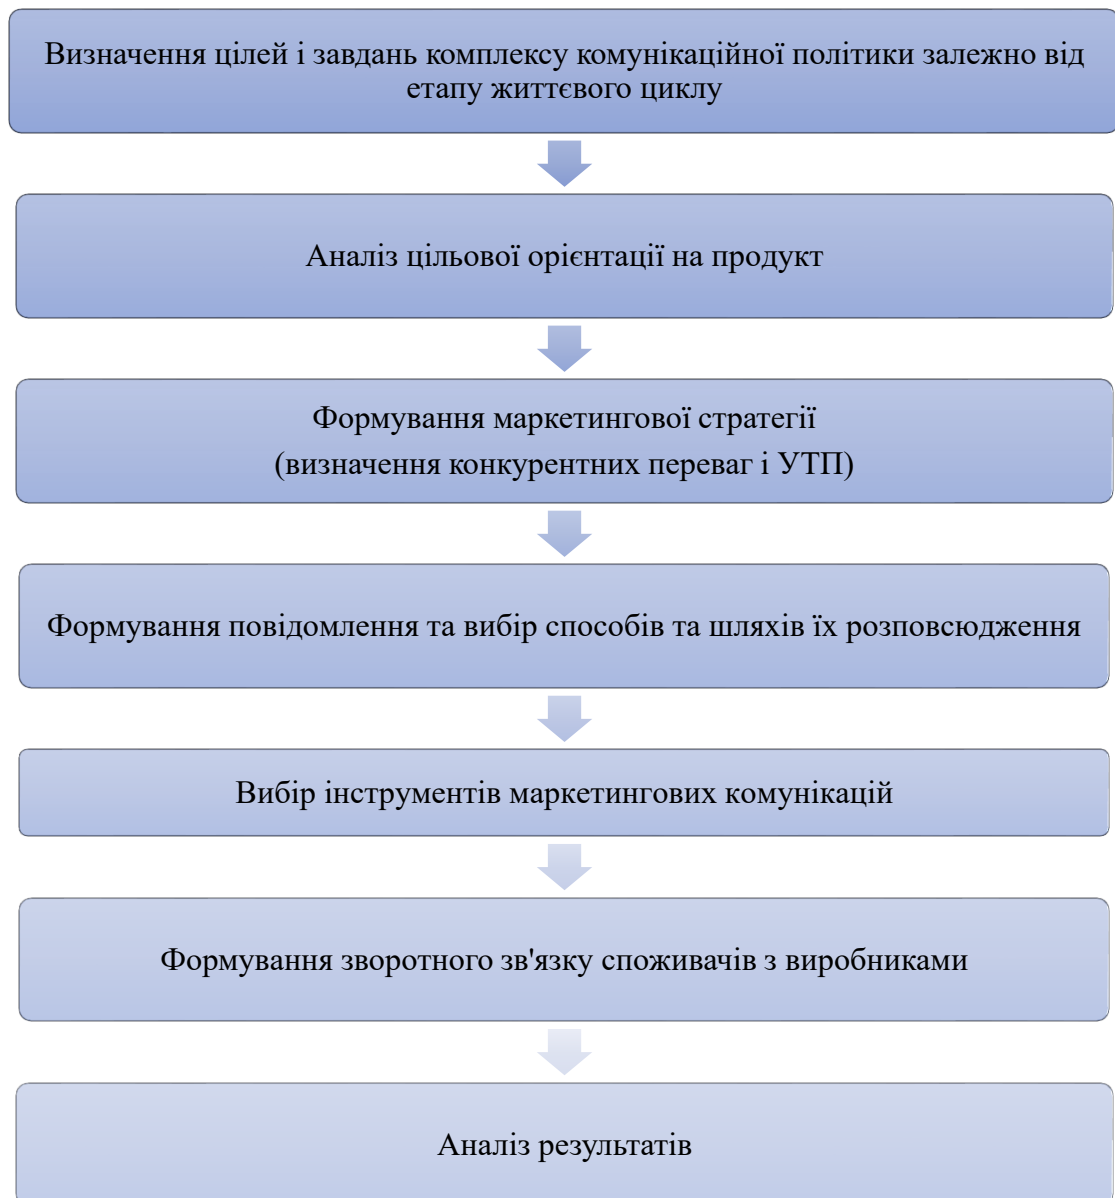 Визначення цілей і завдань комплексу комунікаційної політики залежно від
етапу життєвого циклу
Аналіз цільової орієнтації на продукт
Формування маркетингової стратегії
(визначення конкурентних переваг і УТП)
Формування повідомлення та вибір способів та шляхів їх розповсюдження
Вибір інструментів маркетингових комунікацій
Формування зворотного зв'язку споживачів з виробниками
Аналіз результатів